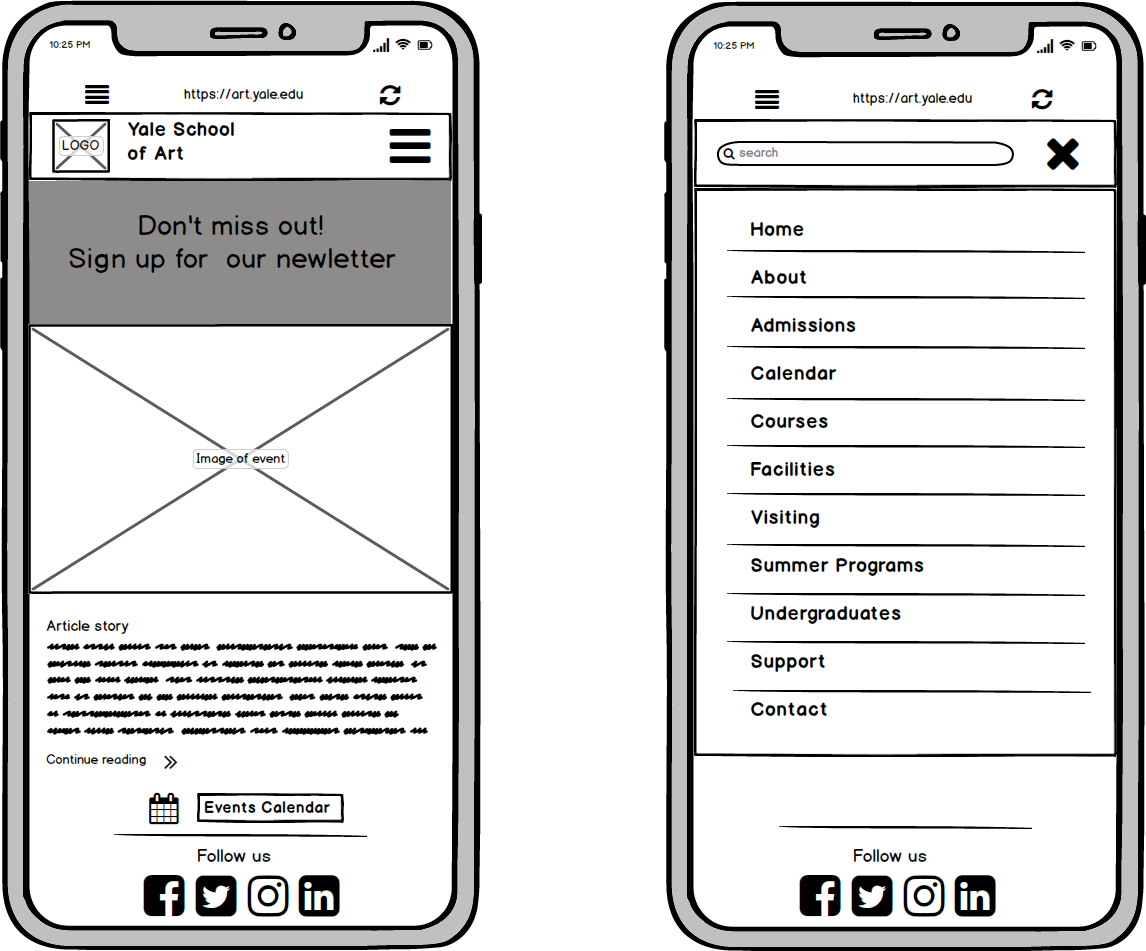 10:25 PM
https://art.yale.edu
LOGO
Yale School
of Art
Don't miss out!
Sign up for our newletter
Image of event
Article story
Continue reading
Events Calendar
Follow us
10:25 PM
https://art.yale.edu
search
Home
About
Admissions
Calendar
Courses
Facilities
Visiting
Summer Programs
Undergraduates
Support
Contact
Follow us